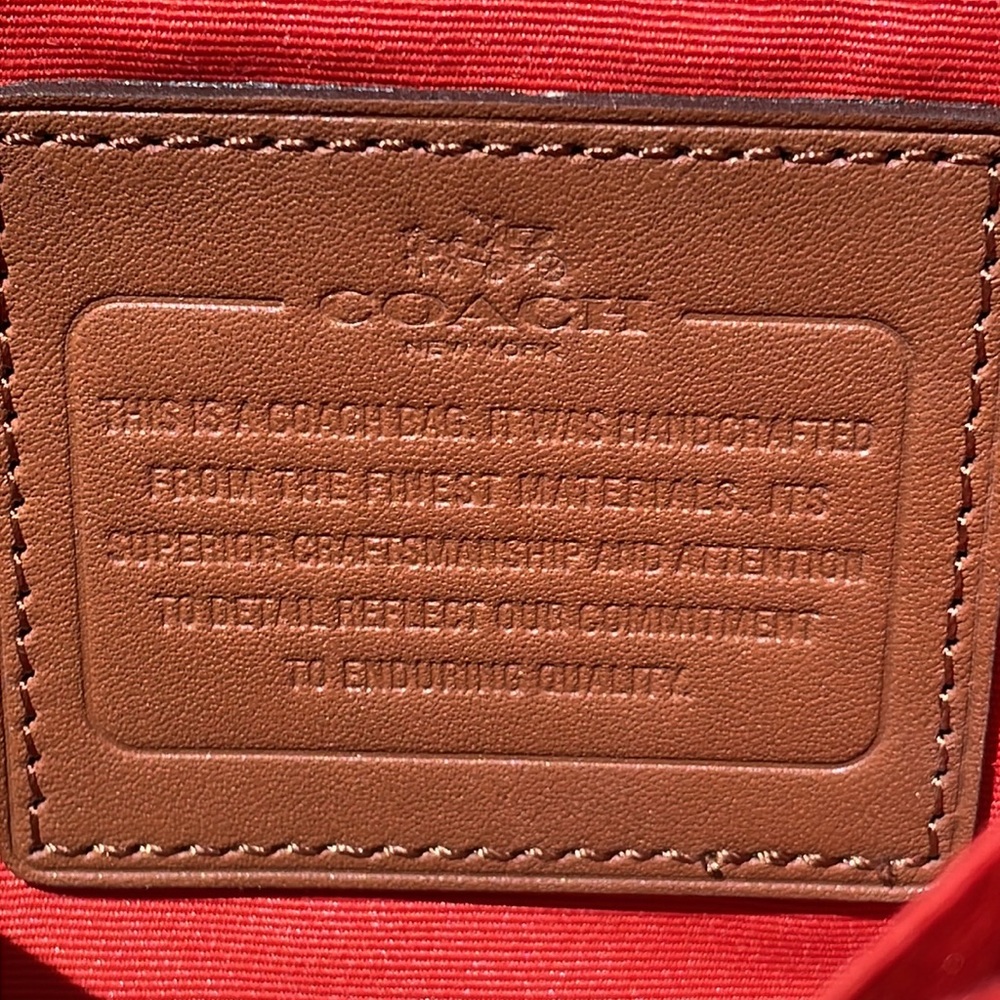 COACH
NEW YORK
THIS IS A COACH BAG. IT WAS HANDCRAFTED
FROM THE FINEST MATERIALS. ITS
SUPERIOR CRAFTSMANSHIP AND ATTENTION
TO DETAIL REFLECT OUR COMMITMENT
TO ENDURING QUALITY.